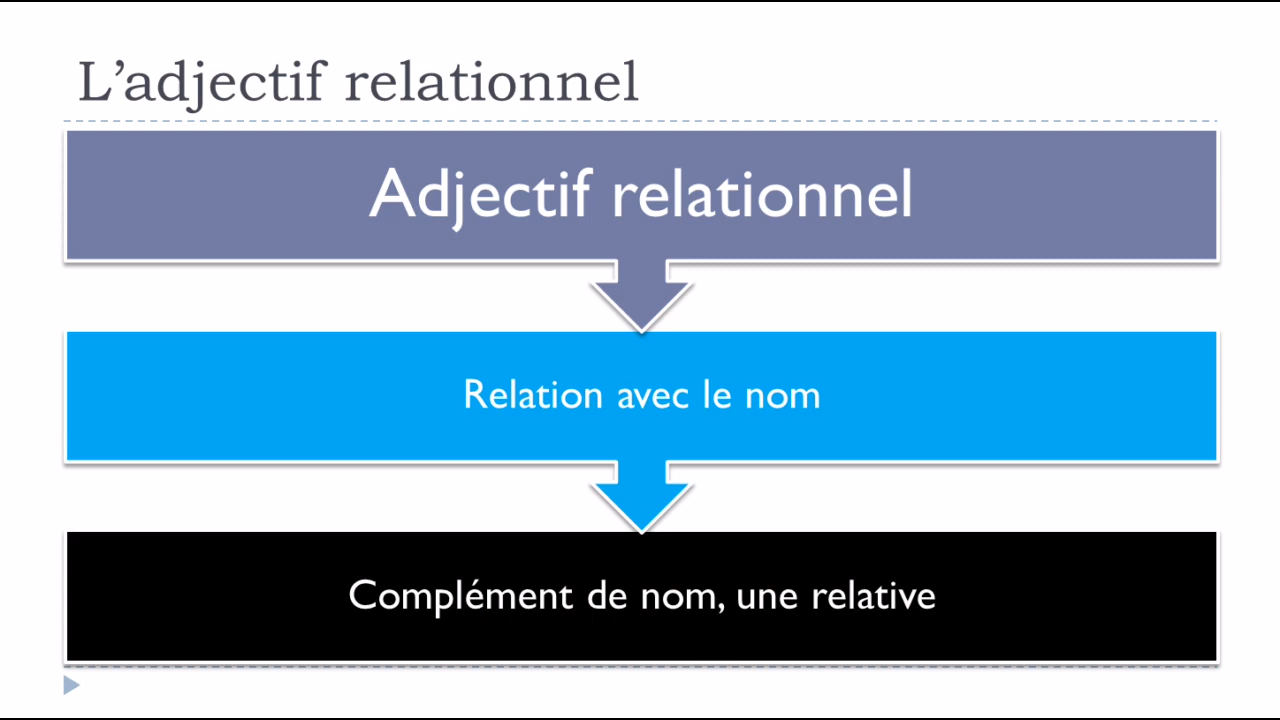 L’adjectif relationnel
Adjectif relationnel
Relation avec le nom
Complément de nom, une relative